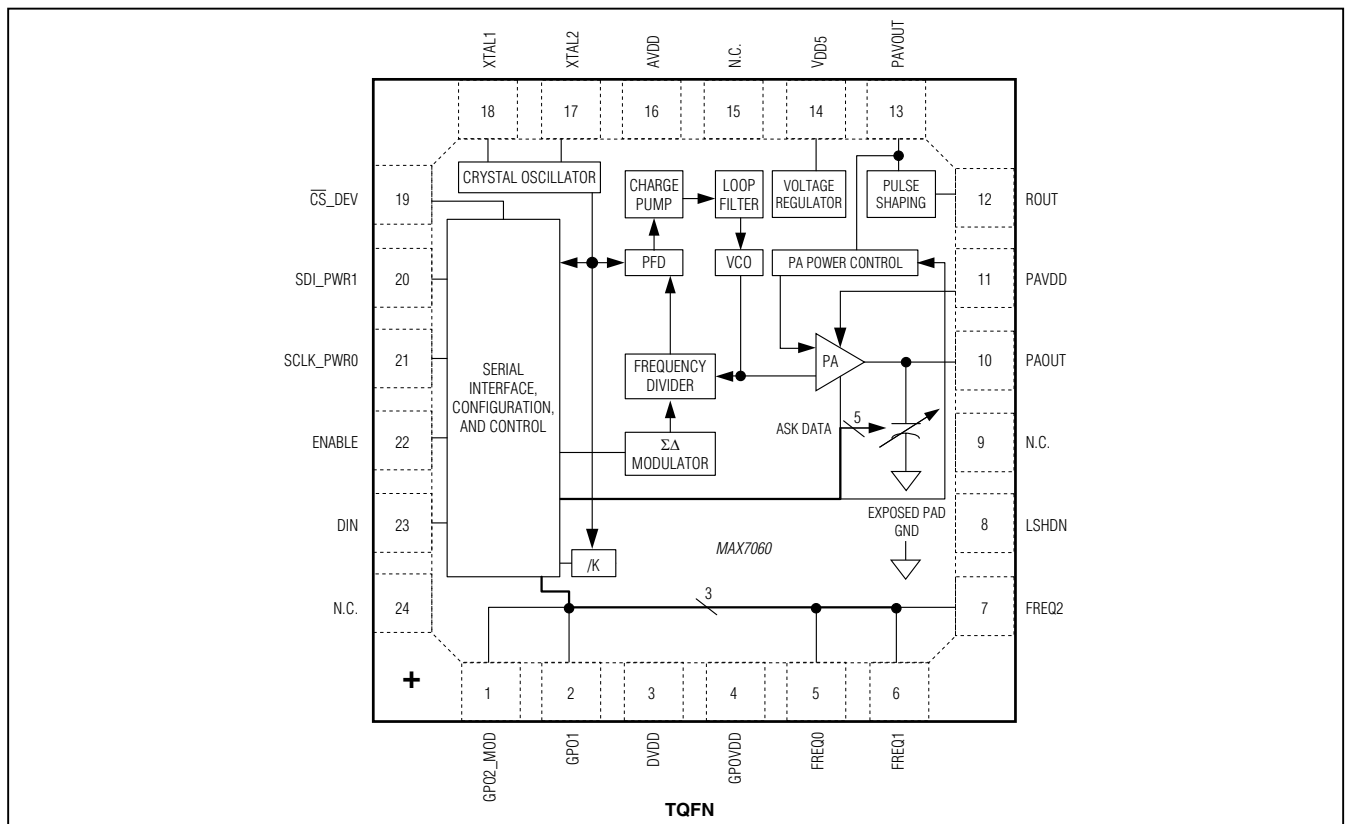 XTAL1
XTAL2
AVDD
N.C.
VDD5
PAVOUT
18
17
16
15
14
13
CS_DEV
19
CRYSTAL OSCILLATOR
CHARGE
PUMP
LOOP
FILTER
VOLTAGE
REGULATOR
PULSE
SHAPING
12
ROUT
SDI_PWR1
20
PFD
VCO
PA POWER CONTROL
11
PAVDD
SCLK_PWR0
21
SERIAL
INTERFACE,
CONFIGURATION,
AND CONTROL
FREQUENCY
DIVIDER
PA
10
PAOUT
ENABLE
22
ΣΔ
MODULATOR
ASK DATA
5
9
N.C.
DIN
23
EXPOSED PAD
GND
8
LSHDN
MAX7060
/K
N.C.
24
3
7
FREQ2
+
1
2
3
4
5
6
GPO2_MOD
GPO1
DVDD
GPOVDD
FREQ0
FREQ1
TQFN